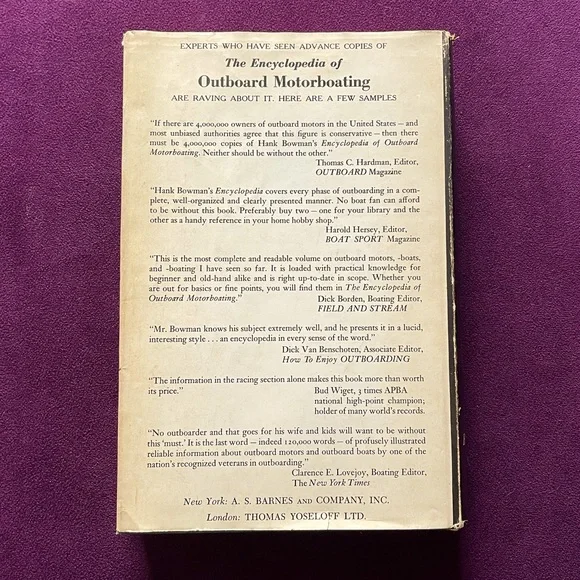 EXPERTS WHO HAVE SEEN ADVANCE COPIES OF
The Encyclopedia of
Outboard Motorboating
ARE RAVING ABOUT IT. HERE ARE A FEW SAMPLES
"If there are 4,000,000 owners of outboard motors in the United States – and
most unbiased authorities agree that this figure is conservative – then there
must be 4,000,000 copies of Hank Bowman's Encyclopedia of Outboard
Motorboating. Neither should be without the other."
Thomas C. Hardman, Editor,
OUTBOARD Magazine
"Hank Bowman's Encyclopedia covers every phase of outboarding in a com-
plete, well-organized and clearly presented manner. No boat fan can afford
to be without this book. Preferably buy two – one for your library and the
other as a handy reference in your home hobby shop."
Harold Hersey, Editor,
BOAT SPORT Magazine
"This is the most complete and readable volume on outboard motors, -boats,
and -boating I have seen so far. It is loaded with practical knowledge for
beginner and old-hand alike and is right up-to-date in scope. Whether you
are out for basics or fine points, you will find them in The Encyclopedia of
Outboard Motorboating."
Dick Borden, Boating Editor,
FIELD AND STREAM
"Mr. Bowman knows his subject extremely well, and he presents it in a lucid,
interesting style . . . an encyclopedia in every sense of the word."
Dick Van Benschoten, Associate Editor,
How To Enjoy OUTBOARDING
"The information in the racing section alone makes this book more than worth
its price."
Bud Wiget, 3 times APBA
national high-point champion;
holder of many world's records.
"No outboarder and that goes for his wife and kids will want to be without
this 'must.' It is the last word – indeed 120,000 words – of profusely illustrated
reliable information about outboard motors and outboard boats by one of the
nation's recognized veterans in outboarding."
Clarence E. Lovejoy, Boating Editor,
The New York Times
New York: A. S. BARNES AND COMPANY, INC.
London: THOMAS YOSELOFF LTD.